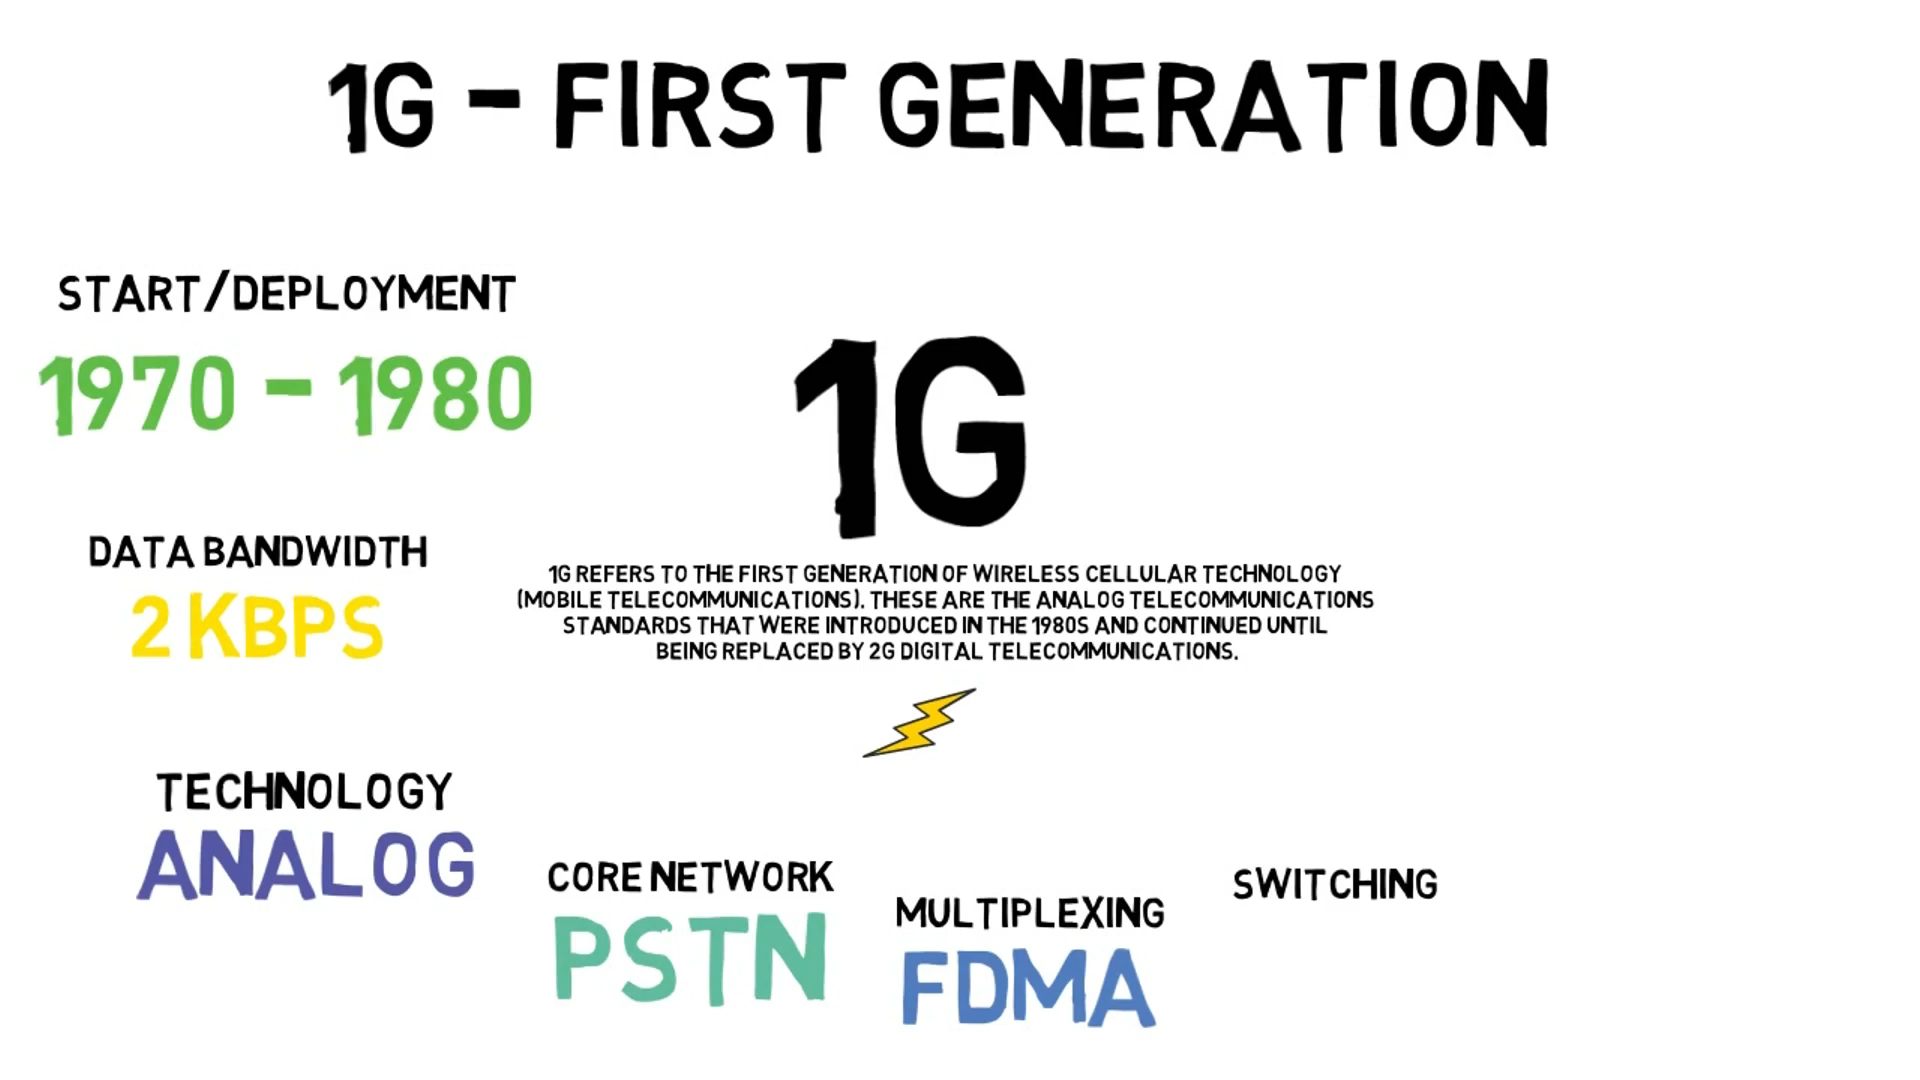 1G - FIRST GENERATION
START/DEPLOYMENT
1970 - 1980
1G
DATA BANDWIDTH
2 KBPS
1G REFERS TO THE FIRST GENERATION OF WIRELESS CELLULAR TECHNOLOGY
(MOBILE TELECOMMUNICATIONS). THESE ARE THE ANALOG TELECOMMUNICATIONS
STANDARDS THAT WERE INTRODUCED IN THE 1980S AND CONTINUED UNTIL
BEING REPLACED BY 2G DIGITAL TELECOMMUNICATIONS.
TECHNOLOGY
ANALOG
CORE NETWORK
PSTN
MULTIPLEXING
FDMA
SWITCHING